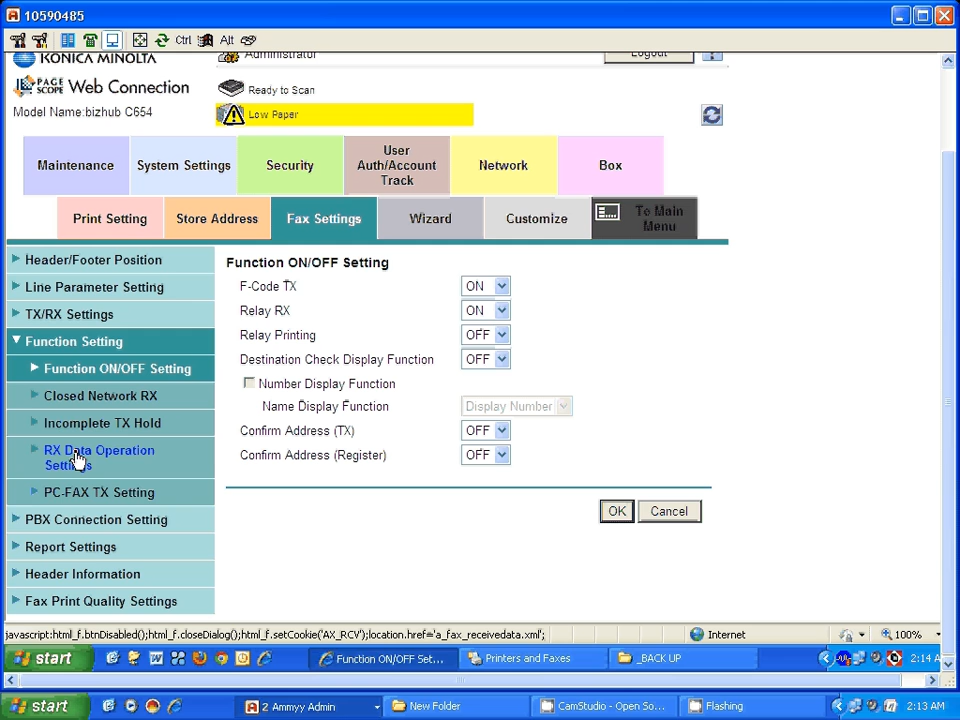 10590485
Ctrl
Alt
KONICA MINOLTA
Administrator
Logout
PAGE SCOPE Web Connection
Ready to Scan
Model Name:bizhub C654
Low Paper
Maintenance
System Settings
Security
User Auth/Account Track
Network
Box
Print Setting
Store Address
Fax Settings
Wizard
Customize
To Main Menu
Header/Footer Position
Line Parameter Setting
TX/RX Settings
Function Setting
Function ON/OFF Setting
Closed Network RX
Incomplete TX Hold
RX Data Operation
Settings
PC-FAX TX Setting
PBX Connection Setting
Report Settings
Header Information
Fax Print Quality Settings
Function ON/OFF Setting
F-Code TX ON
Relay RX ON
Relay Printing OFF
Destination Check Display Function OFF
Number Display Function
Name Display Function Display Number
Confirm Address (TX) OFF
Confirm Address (Register) OFF
OK Cancel
javascript:html_f.btnDisabled();html_f.closeDialog();html_f.setCookie('AX_RCV');location.href='a_fax_receivedata.xml';
Internet
100%
start
Function ON/OFF Set...
Printers and Faxes
_BACK UP
2:14 A
start
2 Ammyy Admin
New Folder
CamStudio - Open So...
Flashing
2:13 AM